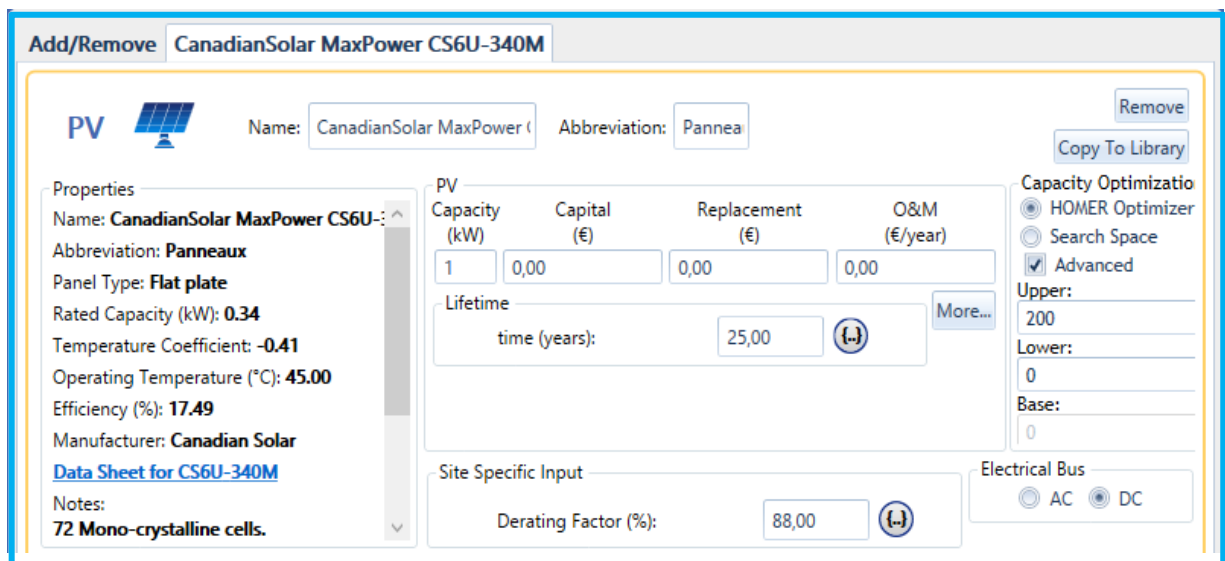 Add/Remove CanadianSolar MaxPower CS6U-340M
PV Name: CanadianSolar MaxPower ( Abbreviation: Pannea
Remove
Copy To Library
Properties
Name: CanadianSolar MaxPower CS6U-:
Abbreviation: Panneaux
Panel Type: Flat plate
Rated Capacity (kW): 0.34
Temperature Coefficient: -0.41
Operating Temperature (°C): 45.00
Efficiency (%): 17.49
Manufacturer: Canadian Solar
Data Sheet for CS6U-340M
Notes:
72 Mono-crystalline cells.
PV
Capacity Capital Replacement O&M
(kW) (€) (€) (€/year)
1 0,00 0,00 0,00
Lifetime
time (years): 25,00 {..}
More...
Site Specific Input
Derating Factor (%): 88,00 {..}
Capacity Optimizatio
HOMER Optimizer
Search Space
Advanced
Upper:
200
Lower:
0
Base:
0
Electrical Bus
AC DC